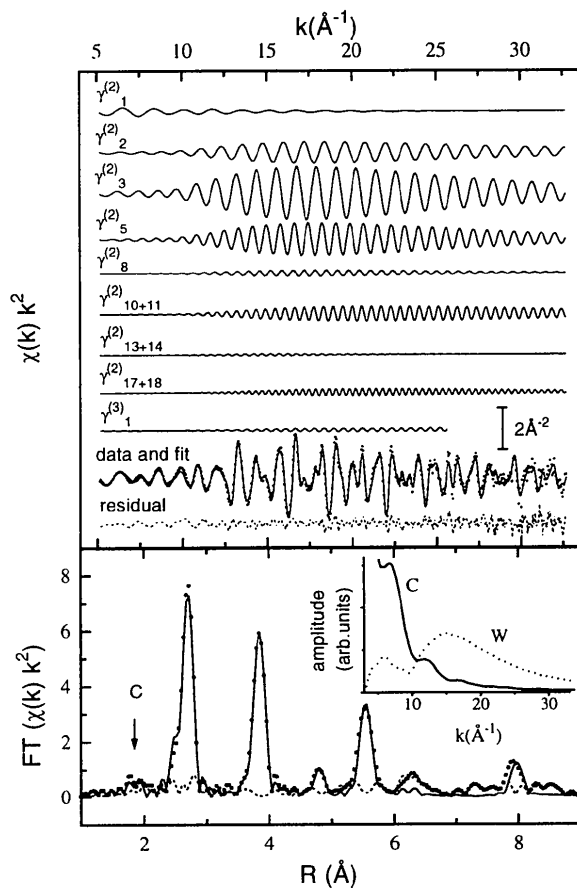 k(Å⁻¹)
5 10 15 20 25 30
γ⁽²⁾₁
γ⁽²⁾₂
γ⁽²⁾₃
γ⁽²⁾₅
γ⁽²⁾₈
γ⁽²⁾₁₀₊₁₁
γ⁽²⁾₁₃₊₁₄
γ⁽²⁾₁₇₊₁₈
γ⁽³⁾₁
2Å⁻²
data and fit
residual
χ(k) k²
8
6
4
2
0
FT (χ(k) k²)
C
amplitude
(arb.units)
C
W
10 20 30
k(Å⁻¹)
2 4 6 8
R (Å)